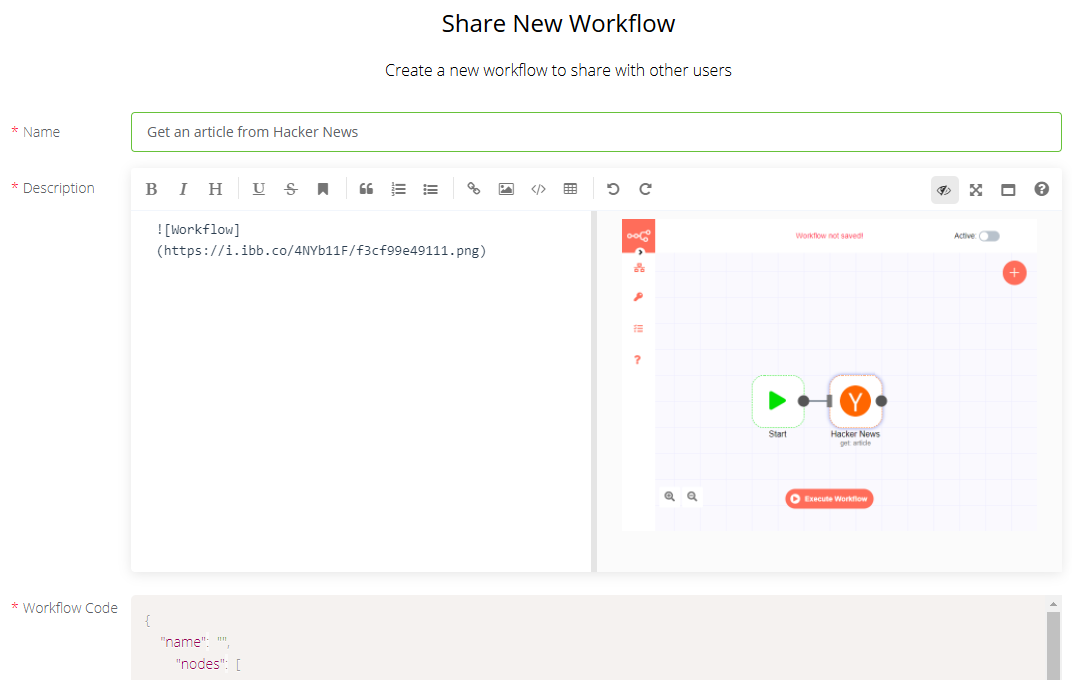 Share New Workflow
Create a new workflow to share with other users
* Name
Get an article from Hacker News
* Description
B I H U S
![Workflow]
(https://i.ibb.co/4NYb11F/f3cf99e49111.png)
Workflow not saved!
Active:
Start
Hacker News
get: article
Execute Workflow
* Workflow Code
{
"name": "",
"nodes": [